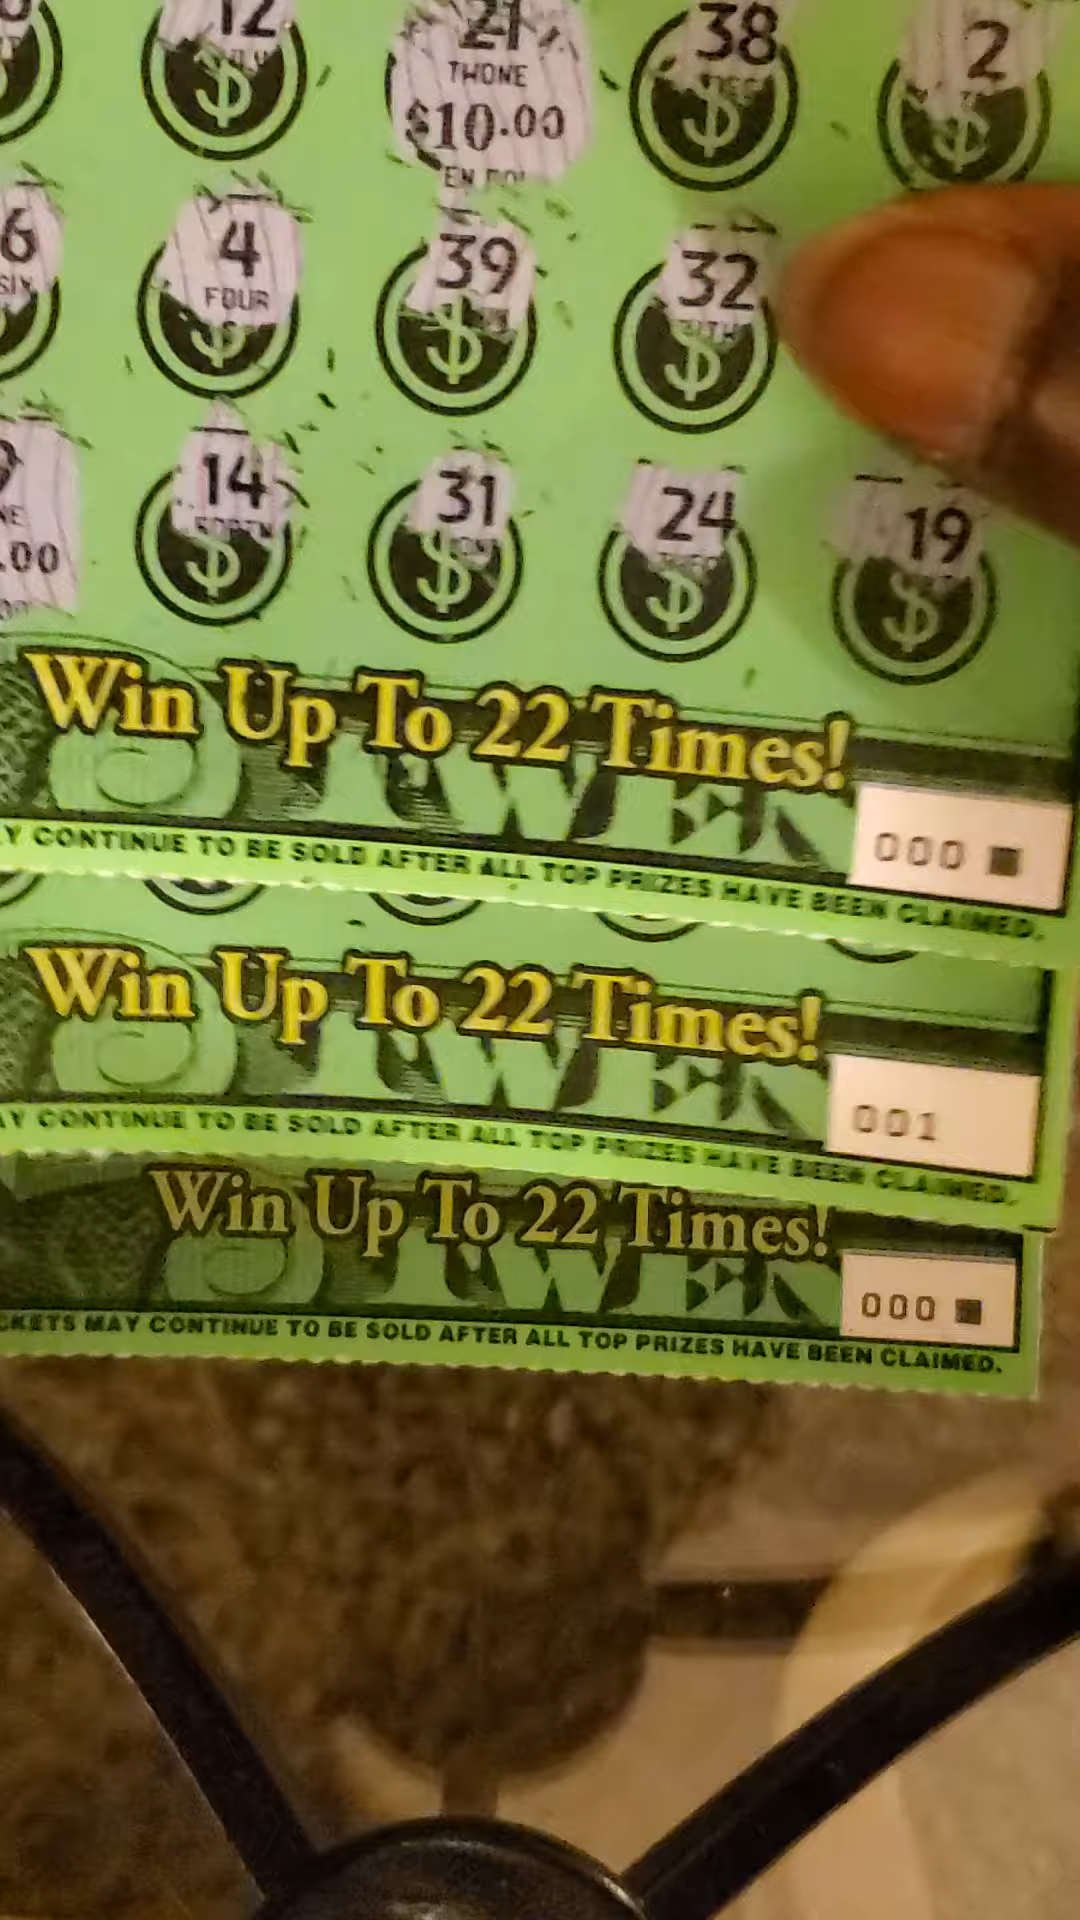 12 21 38 2
TWONE
$10.00
6 4 39 32
SIX FOUR
14 31 24 19
.00
Win Up To 22 Times!
000
Y CONTINUE TO BE SOLD AFTER ALL TOP PRIZES HAVE BEEN CLAIMED.
Win Up To 22 Times!
001
AY CONTINUE TO BE SOLD AFTER ALL TOP PRIZES HAVE BEEN CLAIMED.
Win Up To 22 Times!
000
CKETS MAY CONTINUE TO BE SOLD AFTER ALL TOP PRIZES HAVE BEEN CLAIMED.